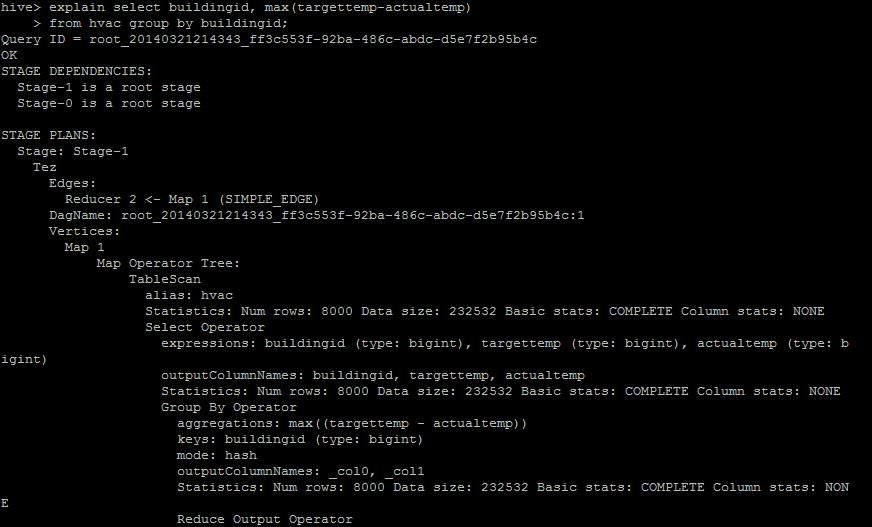 hive> explain select buildingid, max(targettemp-actualtemp)
    > from hvac group by buildingid;
Query ID = root_20140321214343_ff3c553f-92ba-486c-abdc-d5e7f2b95b4c
OK
STAGE DEPENDENCIES:
  Stage-1 is a root stage
  Stage-0 is a root stage

STAGE PLANS:
  Stage: Stage-1
    Tez
      Edges:
        Reducer 2 <- Map 1 (SIMPLE_EDGE)
      DagName: root_20140321214343_ff3c553f-92ba-486c-abdc-d5e7f2b95b4c:1
      Vertices:
        Map 1
            Map Operator Tree:
                TableScan
                  alias: hvac
                  Statistics: Num rows: 8000 Data size: 232532 Basic stats: COMPLETE Column stats: NONE
                  Select Operator
                    expressions: buildingid (type: bigint), targettemp (type: bigint), actualtemp (type: b
igint)
                    outputColumnNames: buildingid, targettemp, actualtemp
                    Statistics: Num rows: 8000 Data size: 232532 Basic stats: COMPLETE Column stats: NONE
                    Group By Operator
                      aggregations: max((targettemp - actualtemp))
                      keys: buildingid (type: bigint)
                      mode: hash
                      outputColumnNames: _col0, _col1
                      Statistics: Num rows: 8000 Data size: 232532 Basic stats: COMPLETE Column stats: NON
E
                      Reduce Output Operator